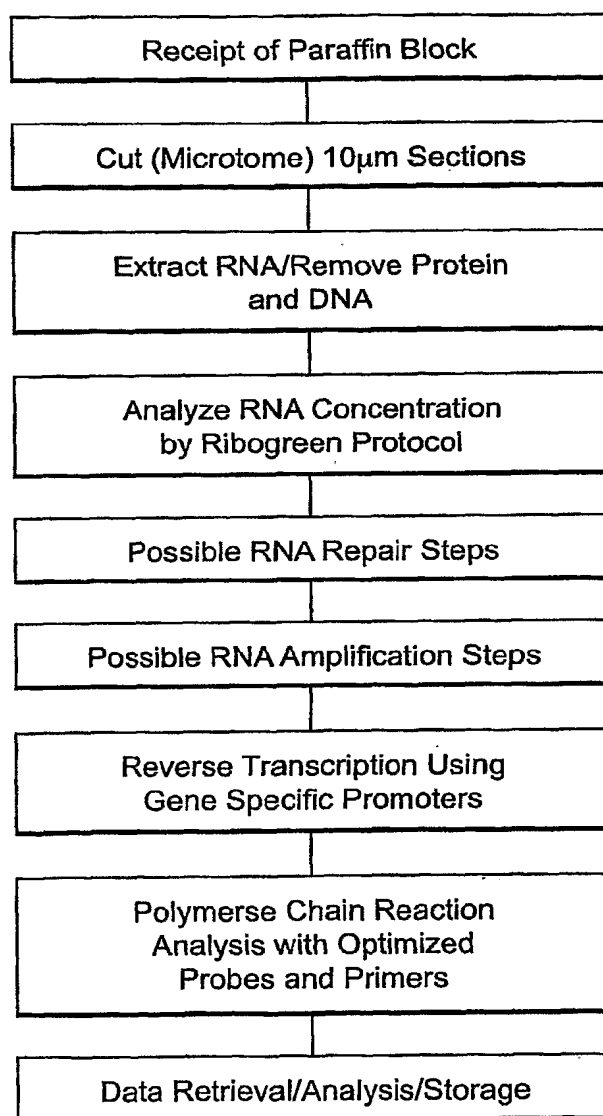 Receipt of Paraffin Block
Cut (Microtome) 10µm Sections
Extract RNA/Remove Protein
and DNA
Analyze RNA Concentration
by Ribogreen Protocol
Possible RNA Repair Steps
Possible RNA Amplification Steps
Reverse Transcription Using
Gene Specific Promoters
Polymerse Chain Reaction
Analysis with Optimized
Probes and Primers
Data Retrieval/Analysis/Storage